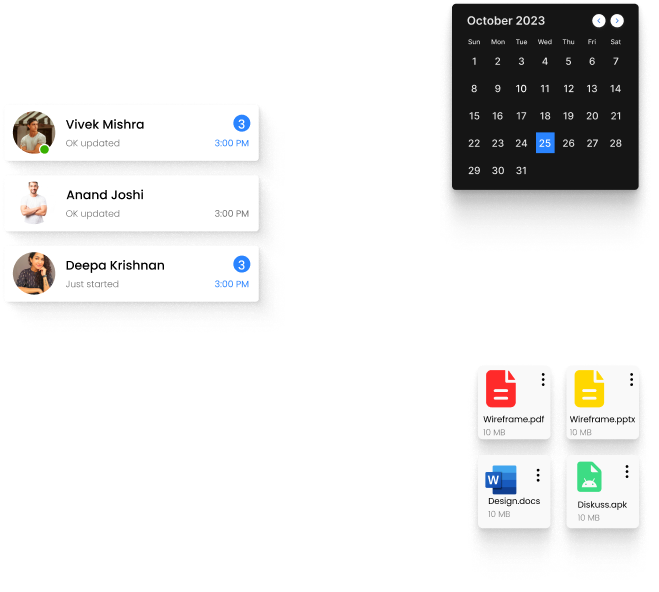 October 2023
Sun Mon Tue Wed Thu Fri Sat
1 2 3 4 5 6 7
8 9 10 11 12 13 14
15 16 17 18 19 20 21
22 23 24 25 26 27 28
29 30 31
Vivek Mishra 3
OK updated 3:00 PM
Anand Joshi
OK updated 3:00 PM
Deepa Krishnan 3
Just started 3:00 PM
Wireframe.pdf
10 MB
Wireframe.pptx
10 MB
W
Design.docs
10 MB
Diskuss.apk
10 MB